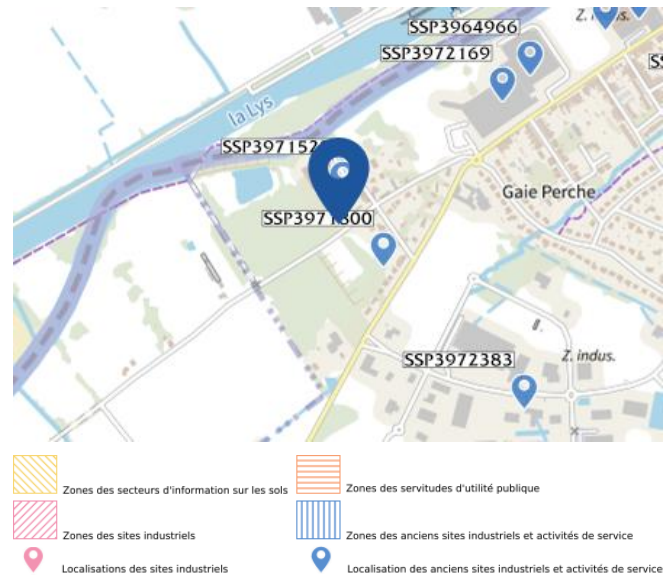 Z. indus.
SSP3964966
SSP3972169
la Lys
SSP397152
Gaie Perche
SSP3971800
SSP3972383
Z. indus.
Zones des secteurs d'information sur les sols
Zones des servitudes d'utilité publique
Zones des sites industriels
Zones des anciens sites industriels et activités de service
Localisations des sites industriels
Localisation des anciens sites industriels et activités de service